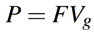 P = FV_g